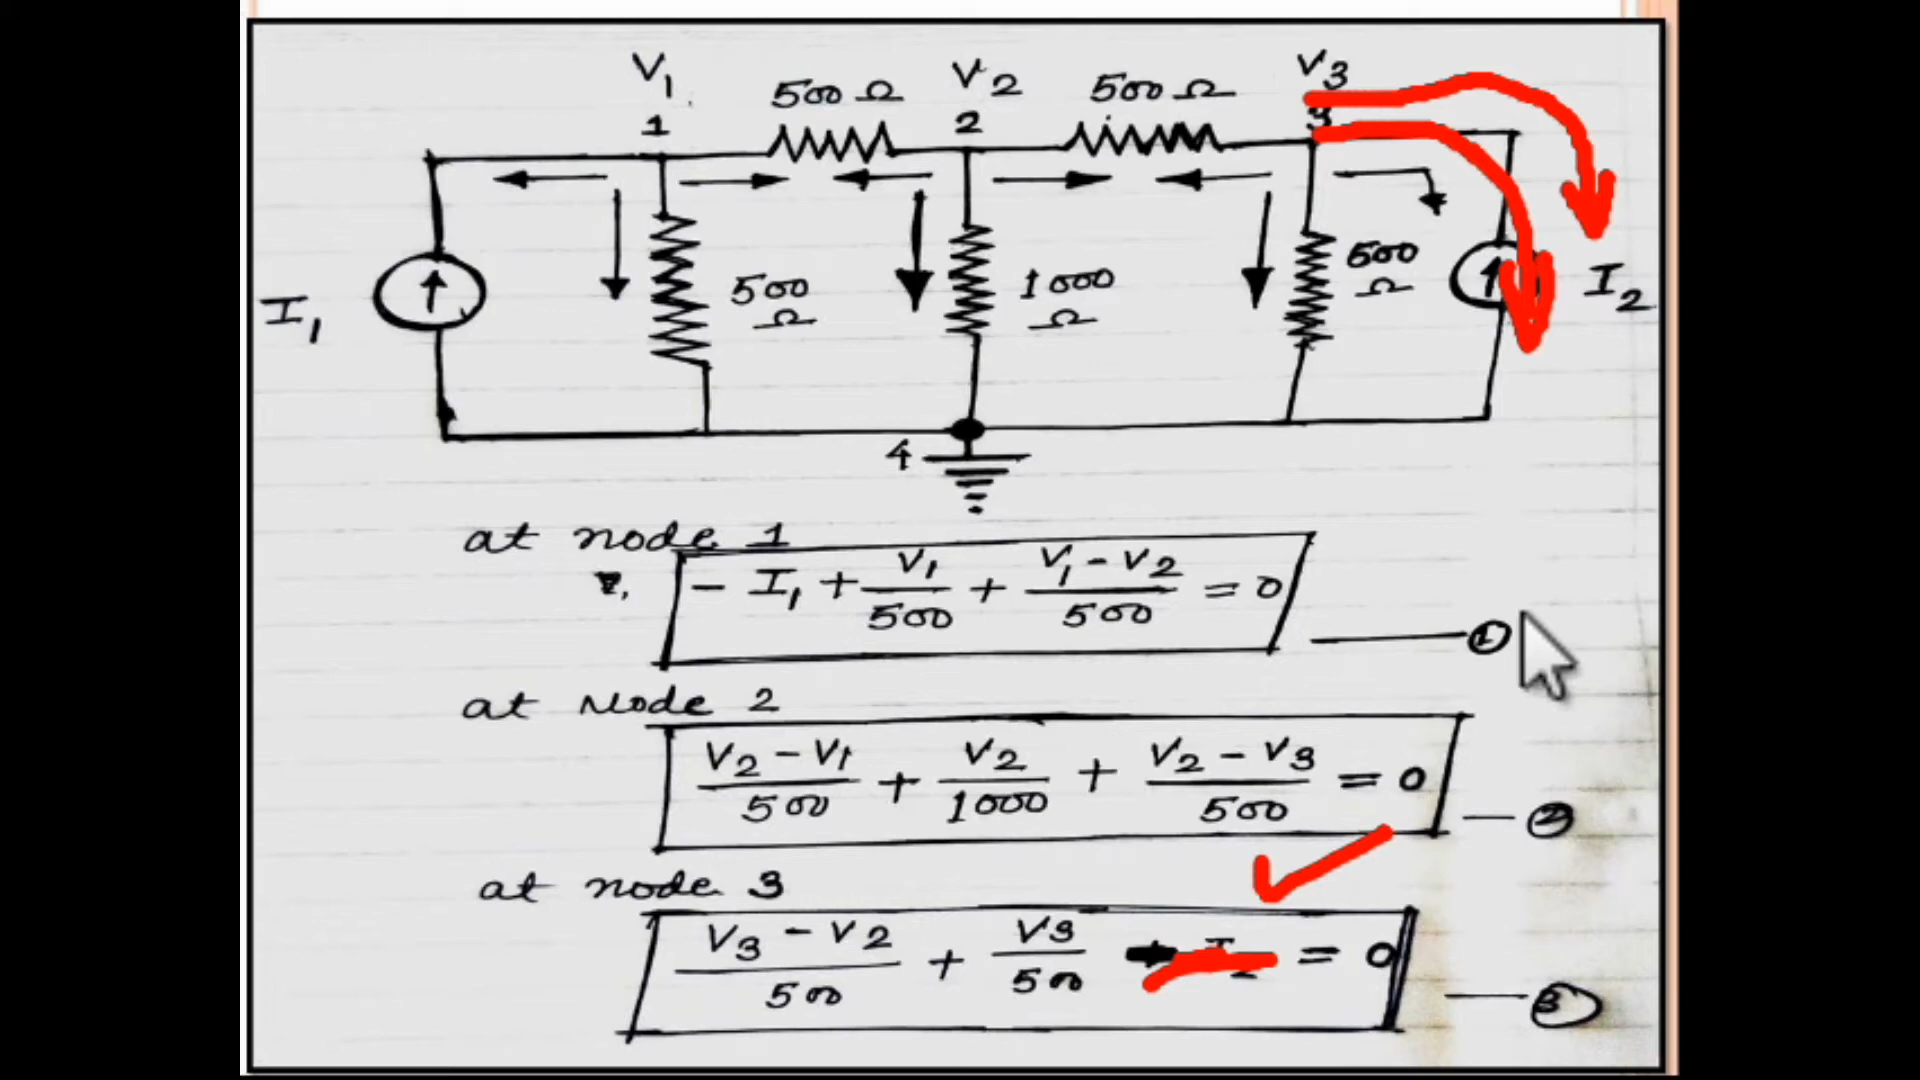 V₁ 500 Ω V₂ 500 Ω V₃
1 2 3
I₁ 500 Ω 1000 Ω 500 Ω I₂
4
at node 1
- I₁ + V₁/500 + (V₁ - V₂)/500 = 0 ——— ①
at Node 2
(V₂ - V₁)/500 + V₂/1000 + (V₂ - V₃)/500 = 0 — ②
at node 3
(V₃ - V₂)/500 + V₃/500 - I₂ = 0 — ③